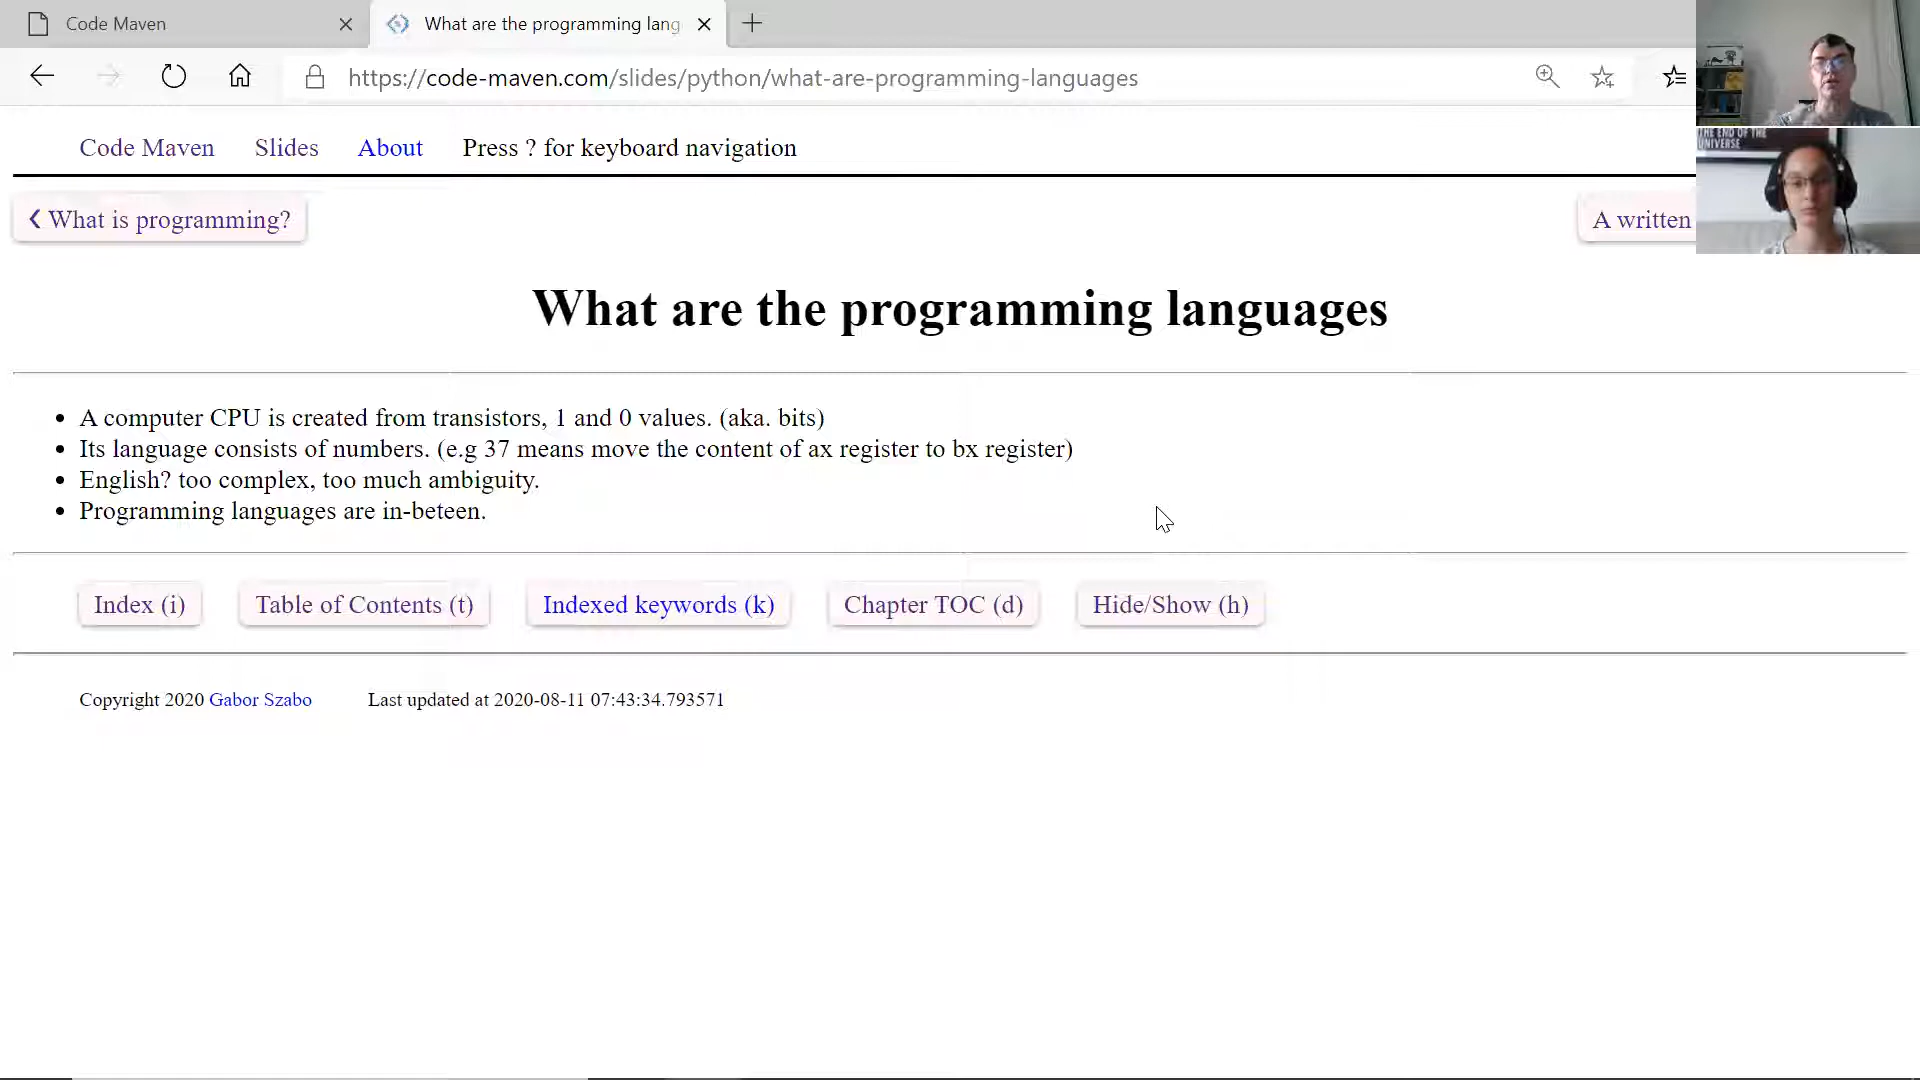 Code Maven
What are the programming lang
https://code-maven.com/slides/python/what-are-programming-languages
THE END OF THE
UNIVERSE
Code Maven Slides About Press ? for keyboard navigation
What is programming?
A written
What are the programming languages
A computer CPU is created from transistors, 1 and 0 values. (aka. bits)
Its language consists of numbers. (e.g 37 means move the content of ax register to bx register)
English? too complex, too much ambiguity.
Programming languages are in-beteen.
Index (i) Table of Contents (t) Indexed keywords (k) Chapter TOC (d) Hide/Show (h)
Copyright 2020 Gabor Szabo Last updated at 2020-08-11 07:43:34.793571